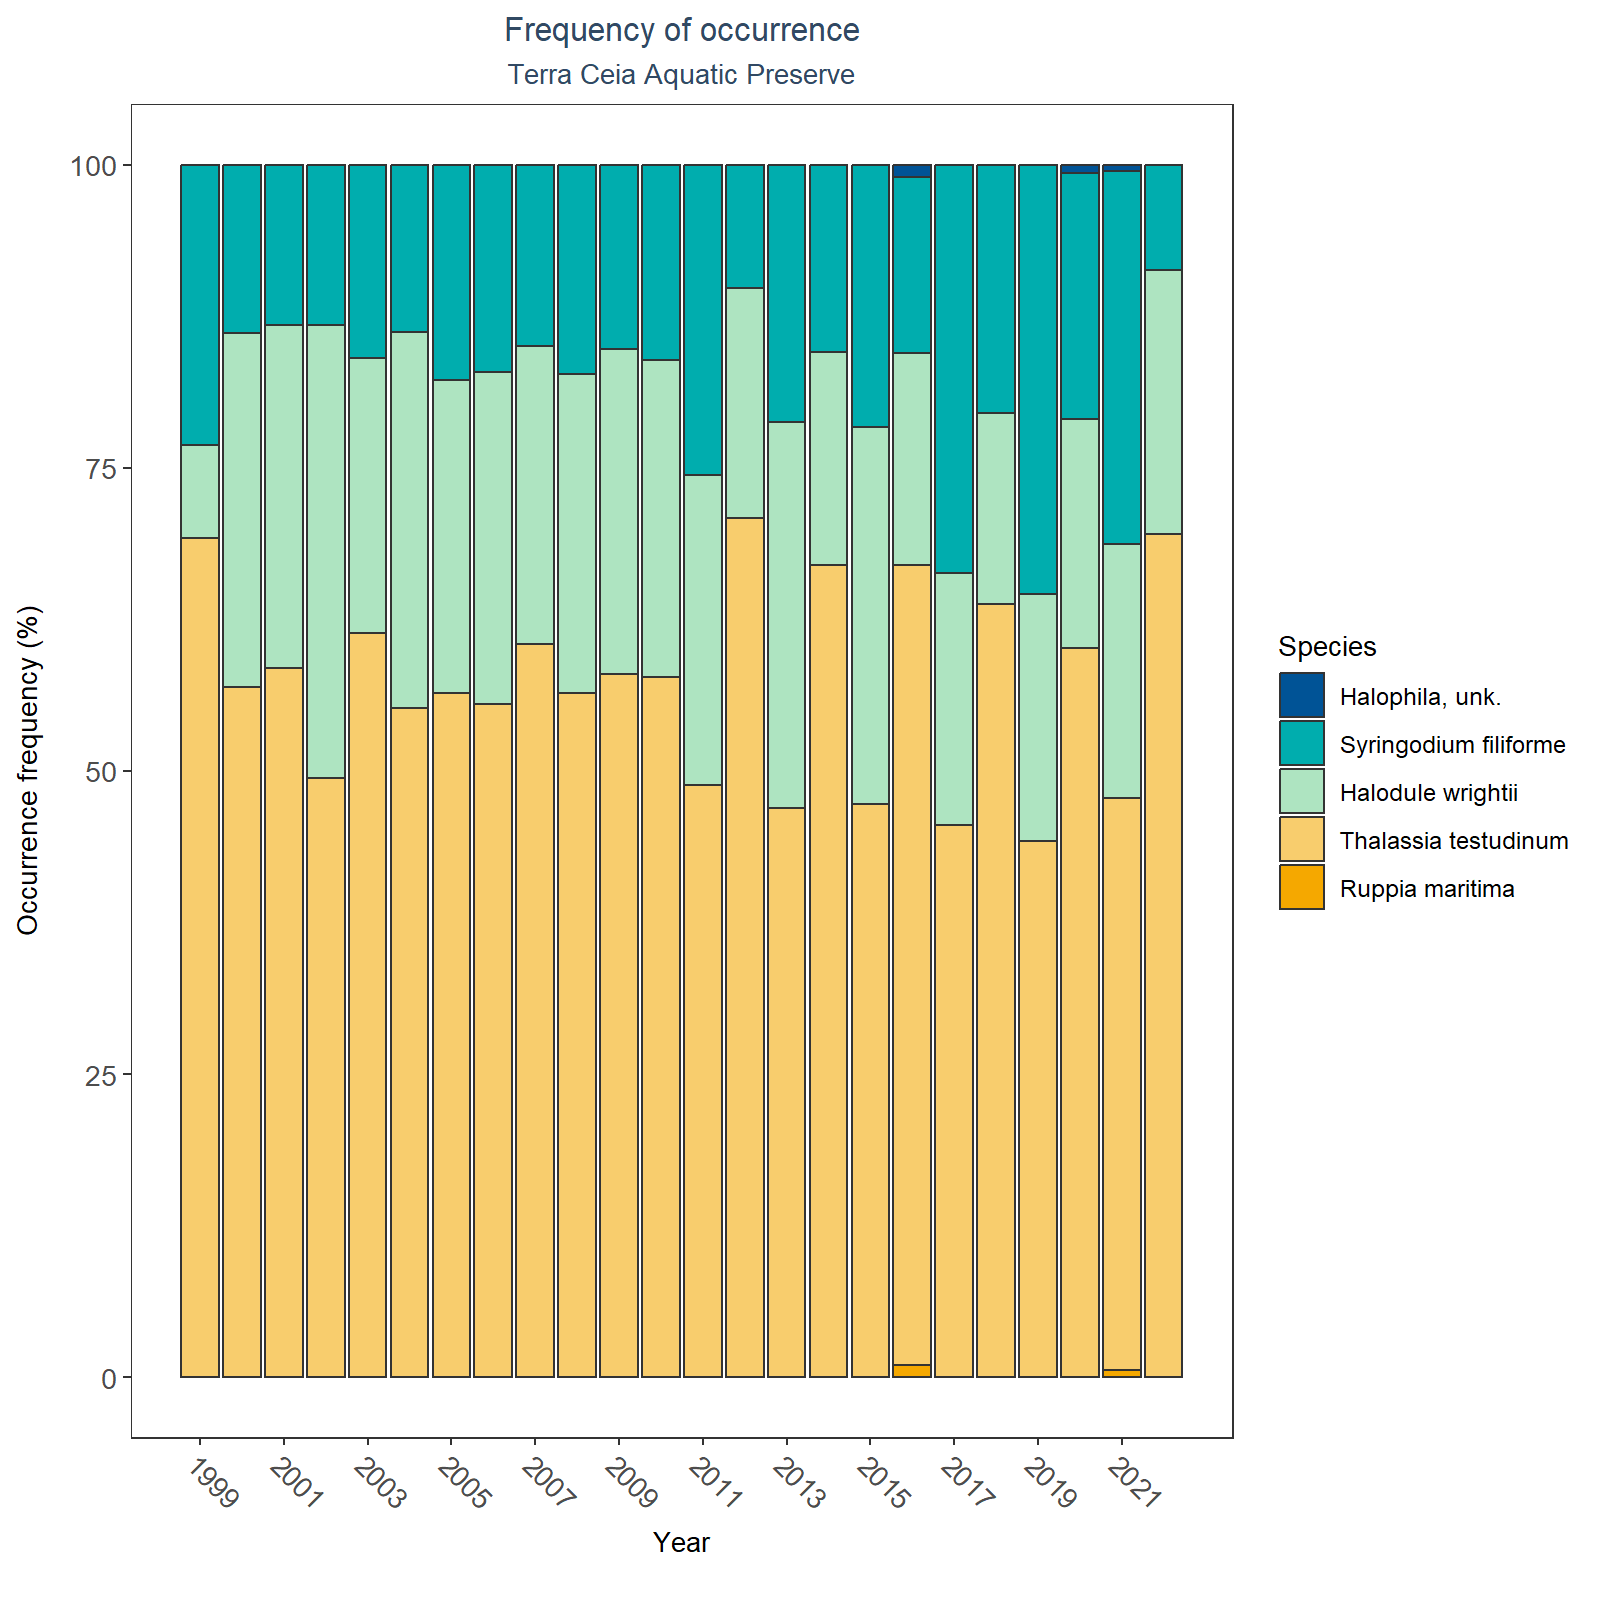 Frequency of occurrence
Terra Ceia Aquatic Preserve
Occurrence frequency (%)
100
75
50
25
0
1999
2001
2003
2005
2007
2009
2011
2013
2015
2017
2019
2021
Year
Species
Halophila, unk.
Syringodium filiforme
Halodule wrightii
Thalassia testudinum
Ruppia maritima